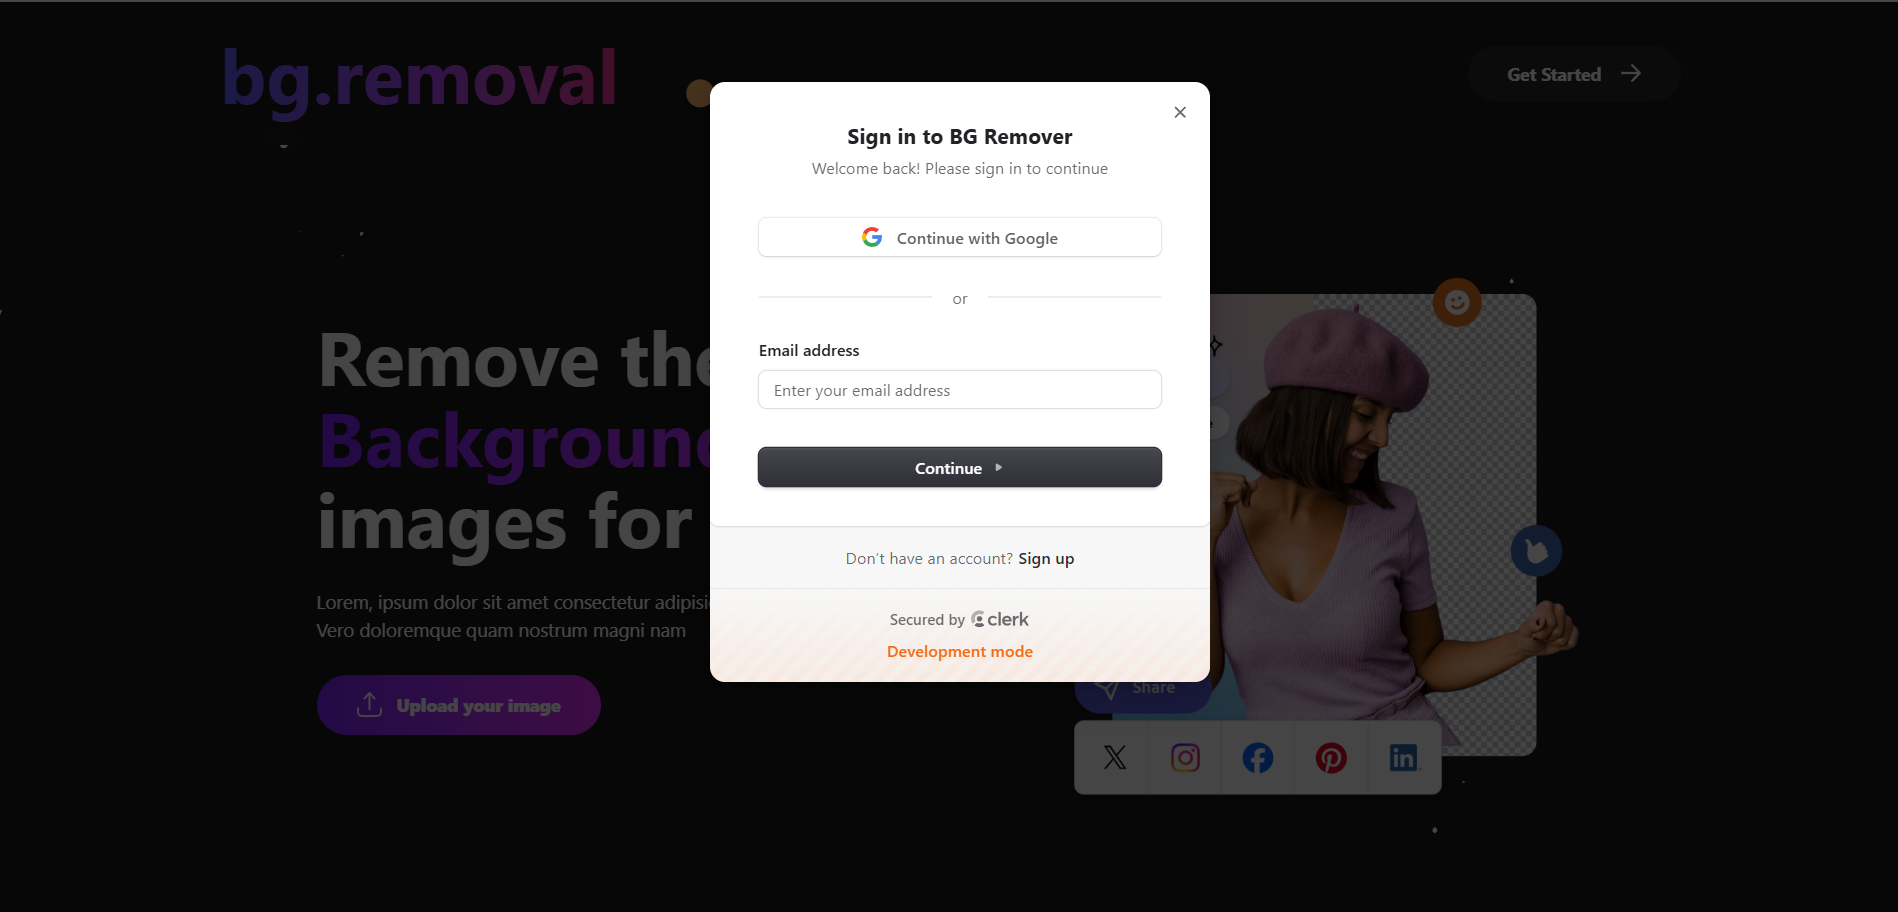 bg.removal
Get Started
Sign in to BG Remover
Welcome back! Please sign in to continue
Continue with Google
or
Email address
Enter your email address
Continue
Don't have an account? Sign up
Secured by clerk
Development mode
Remove the
Background
images for
Lorem, ipsum dolor sit amet consectetur
Vero doloremque quam nostrum magni nam
Upload your image
Share
in